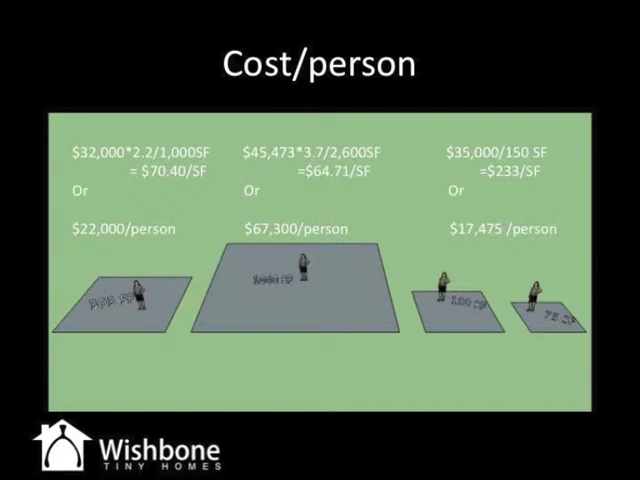 Cost/person
$32,000*2.2/1,000SF
= $70.40/SF
Or
$22,000/person
$45,473*3.7/2,600SF
=$64.71/SF
Or
$67,300/person
$35,000/150 SF
=$233/SF
Or
$17,475 /person
SF
SF
150 SF
75 SF
Wishbone
TINY HOMES